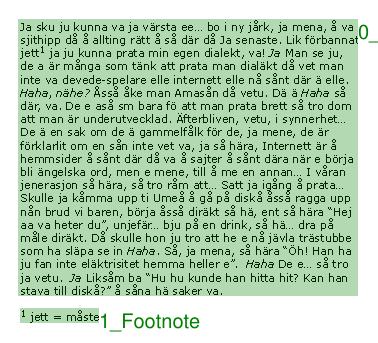 Ja sku ju kunna va ja värsta ee... bo i ny jårk, ja mena, å va
sjithipp då å allting rätt å så där då Ja senaste. Lik förbannat
jett¹ ja ju kunna prata min egen dialekt, va! Ja Man se ju,
de a är många som tänk att prata man dialäkt då vet man
inte va devede-spelare elle internett elle nå sånt där ä elle.
Haha, nähe? Åsså åke man Amasån då vetu. Dä ä Haha så
där, va. De e aså sm bara fö att man prata brett så tro dom
att man är underutvecklad. Äfterbliven, vetu, i synnerhet...
De ä en sak om de ä gammelfålk för de, ja mene, de är
förklarlit om en sån inte vet va, ja så hära, Internett är å
hemmsider å sånt där då va å sajter å sånt dära när e börja
bli ängelska ord, men e mene, till å me en annan... I våran
jenerasjon så hära, så tro råm att... Satt ja igång å prata...
Skulle ja kåmma upp ti Umeå å gå på diskå åsså ragga upp
nån brud vi baren, börja åsså diräkt så hä, ent så hära “Hej
aa va heter du”, unjefär... bju på en drink, så hä... dra på
måle diräkt. Då skulle hon ju tro att he e nå jävla trästubbe
som ha släpa se in Haha. Så, ja mena, så hära “Öh! Han ha
ju fan inte eläktrisitet hemma heller e”. Haha De e... så tro
ja vetu. Ja Liksåm ba “Hu hu kunde han hitta hit? Kan han
stava till diskå?” å såna hä saker va.
0_
¹ jett = måste
1_Footnote